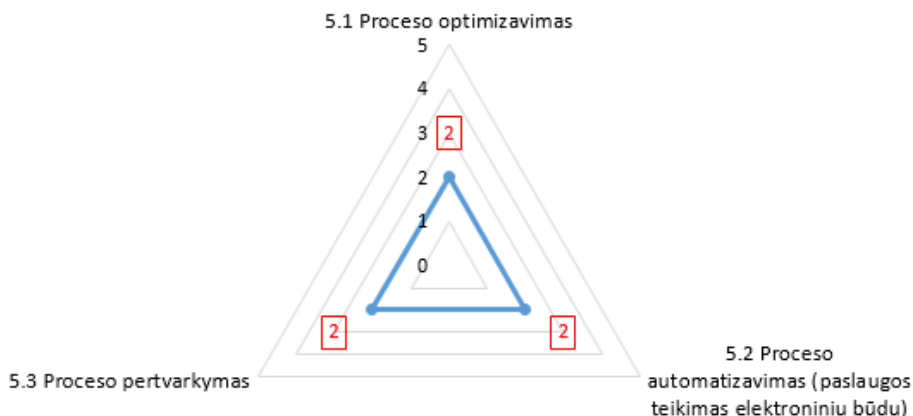 5.1 Proceso optimizavimas
5
4
3
2
2
1
0
2
2
5.3 Proceso pertvarkymas
5.2 Proceso
automatizavimas (paslaugos
teikimas elektroniniu būdu)